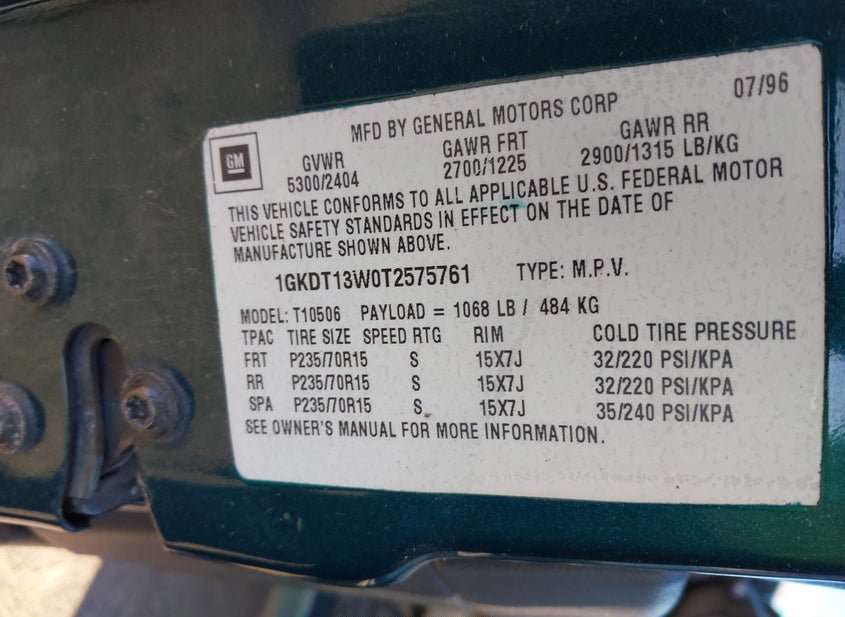 07/96
MFD BY GENERAL MOTORS CORP
GM
GVWR GAWR FRT GAWR RR
5300/2404 2700/1225 2900/1315 LB/KG
THIS VEHICLE CONFORMS TO ALL APPLICABLE U.S. FEDERAL MOTOR
VEHICLE SAFETY STANDARDS IN EFFECT ON THE DATE OF
MANUFACTURE SHOWN ABOVE.
1GKDT13W0T2575761 TYPE: M.P.V.
MODEL: T10506 PAYLOAD = 1068 LB / 484 KG
TPAC TIRE SIZE SPEED RTG RIM COLD TIRE PRESSURE
FRT P235/70R15 S 15X7J 32/220 PSI/KPA
RR P235/70R15 S 15X7J 32/220 PSI/KPA
SPA P235/70R15 S 15X7J 35/240 PSI/KPA
SEE OWNER'S MANUAL FOR MORE INFORMATION.